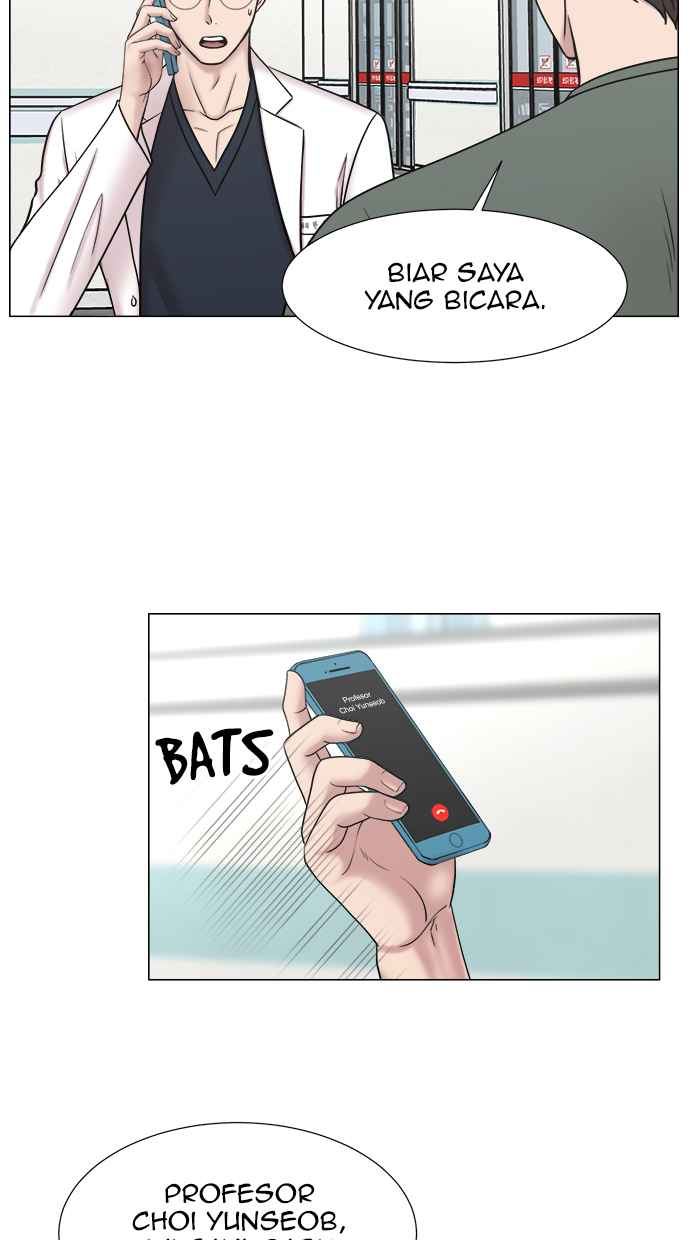 BIAR SAYA
YANG BICARA.
Profesor
Choi Yunseob
BATS
PROFESOR
CHOI YUNSEOB,